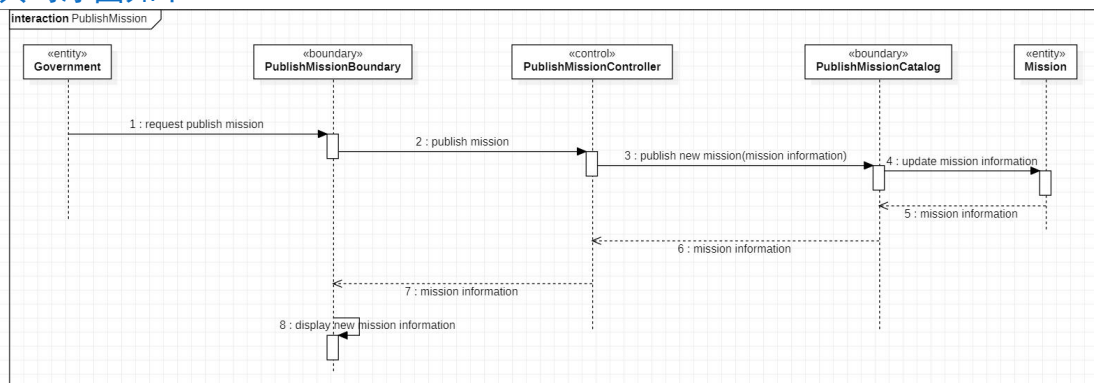 interaction PublishMission
«entity»
Government
«boundary»
PublishMissionBoundary
«control»
PublishMissionController
«boundary»
PublishMissionCatalog
«entity»
Mission
1 : request publish mission
2 : publish mission
3 : publish new mission(mission information)
4 : update mission information
5 : mission information
6 : mission information
7 : mission information
8 : display new mission information